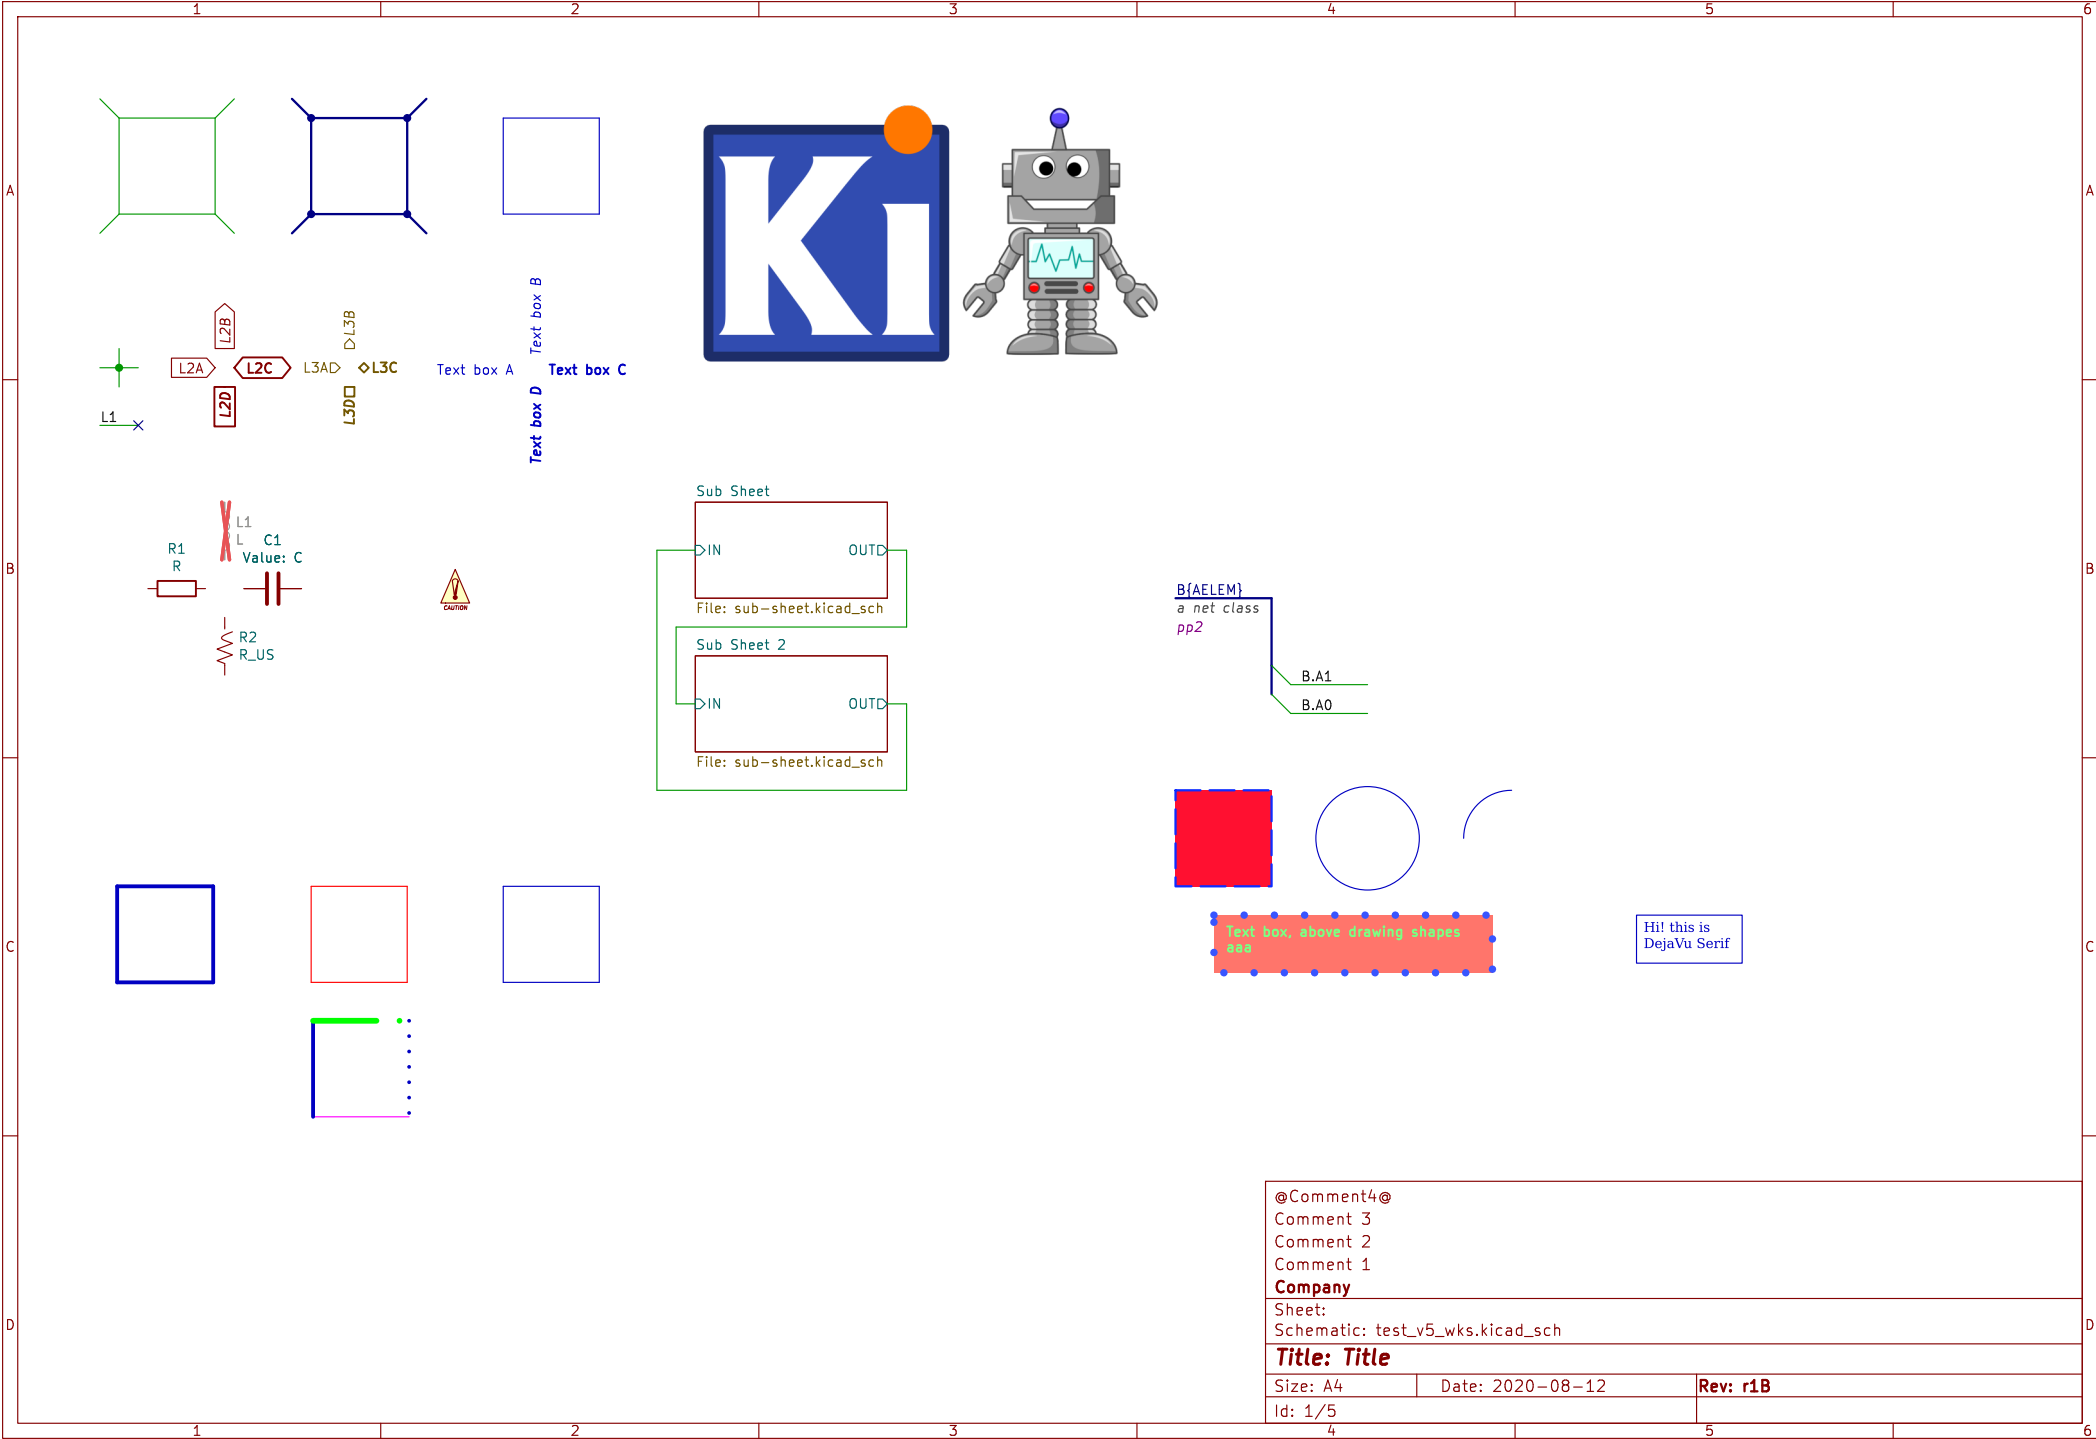 1 2 3 4 5 6
A A
Ki
Text box B
L2B
L3B
L2A L2C L3A L3C
Text box A Text box C
L2D
L3D
Text box D
L1
Sub Sheet
IN OUT
File: sub-sheet.kicad_sch
Sub Sheet 2
IN OUT
File: sub-sheet.kicad_sch
L1
L
C1
Value: C
R1
R
CAUTION
R2
R_US
B B
B{AELEM}
a net class
pp2
B.A1
B.A0
Text box, above drawing shapes
aaa
Hi! this is
DejaVu Serif
C C
@Comment4@
Comment 3
Comment 2
Comment 1
Company
Sheet:
Schematic: test_v5_wks.kicad_sch
Title: Title
Size: A4 Date: 2020-08-12 Rev: r1B
Id: 1/5
D D
1 2 3 4 5 6